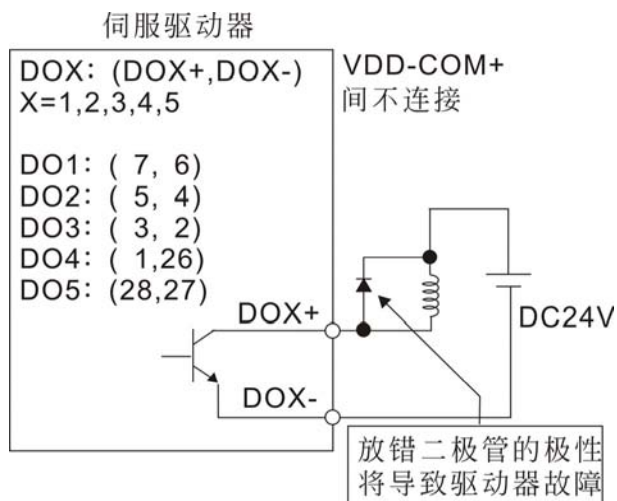 伺服驱动器
DOX: (DOX+,DOX-)
X=1,2,3,4,5
VDD-COM+
间不连接
DO1: ( 7, 6)
DO2: ( 5, 4)
DO3: ( 3, 2)
DO4: ( 1,26)
DO5: (28,27)
DOX+
DC24V
DOX-
放错二极管的极性
将导致驱动器故障